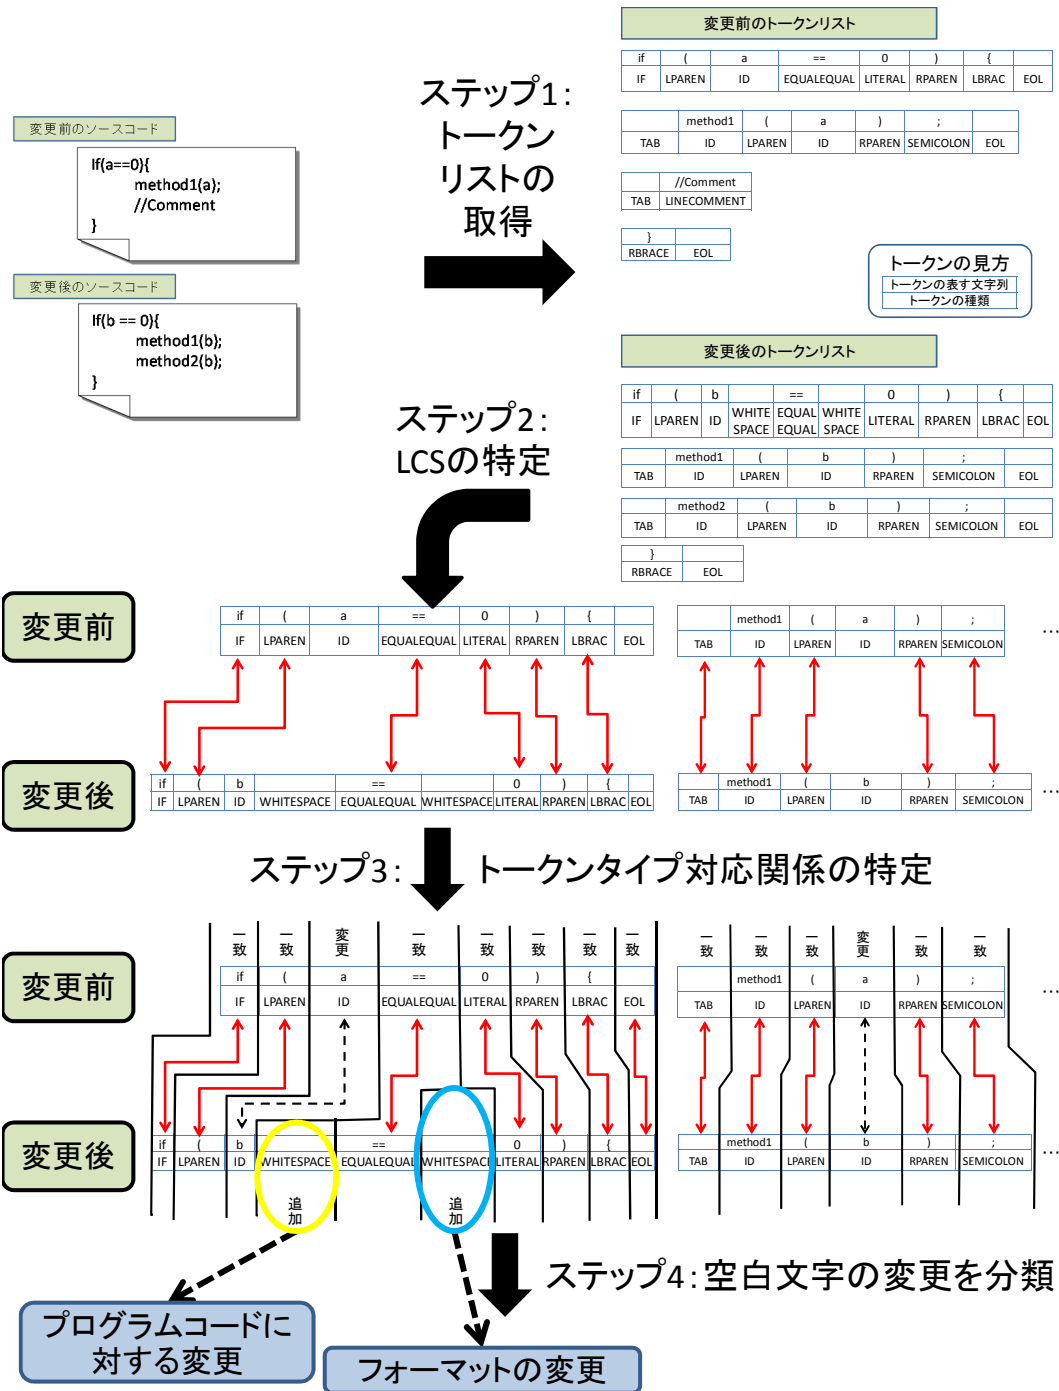 変更前のソースコード
If(a==0){
method1(a);
//Comment
}
変更後のソースコード
If(b == 0){
method1(b);
method2(b);
}
ステップ1：
トークン
リストの
取得
変更前のトークンリスト
if ( a == 0 ) {
IF LPAREN ID EQUALEQUAL LITERAL RPAREN LBRAC EOL
method1 ( a ) ;
TAB ID LPAREN ID RPAREN SEMICOLON EOL
//Comment
TAB LINECOMMENT
}
RBRACE EOL
トークンの見方
トークンの表す文字列
トークンの種類
変更後のトークンリスト
if ( b == 0 ) {
IF LPAREN ID WHITE SPACE EQUAL EQUAL WHITE SPACE LITERAL RPAREN LBRAC EOL
method1 ( b ) ;
TAB ID LPAREN ID RPAREN SEMICOLON EOL
method2 ( b ) ;
TAB ID LPAREN ID RPAREN SEMICOLON EOL
}
RBRACE EOL
ステップ2：
LCSの特定
変更前
if ( a == 0 ) {
IF LPAREN ID EQUALEQUAL LITERAL RPAREN LBRAC EOL
method1 ( a ) ;
TAB ID LPAREN ID RPAREN SEMICOLON
…
変更後
if ( b == 0 ) {
IF LPAREN ID WHITESPACE EQUALEQUAL WHITESPACE LITERAL RPAREN LBRAC EOL
method1 ( b ) ;
TAB ID LPAREN ID RPAREN SEMICOLON
…
ステップ3： トークンタイプ対応関係の特定
一致 一致 変更 一致 一致 一致 一致 一致
一致 一致 一致 変更 一致 一致
変更前
if ( a == 0 ) {
IF LPAREN ID EQUALEQUAL LITERAL RPAREN LBRAC EOL
method1 ( a ) ;
TAB ID LPAREN ID RPAREN SEMICOLON
…
変更後
if ( b == 0 ) {
IF LPAREN ID WHITESPACE EQUALEQUAL WHITESPACE LITERAL RPAREN LBRAC EOL
method1 ( b ) ;
TAB ID LPAREN ID RPAREN SEMICOLON
…
追加 追加
ステップ4：空白文字の変更を分類
プログラムコードに
対する変更
フォーマットの変更